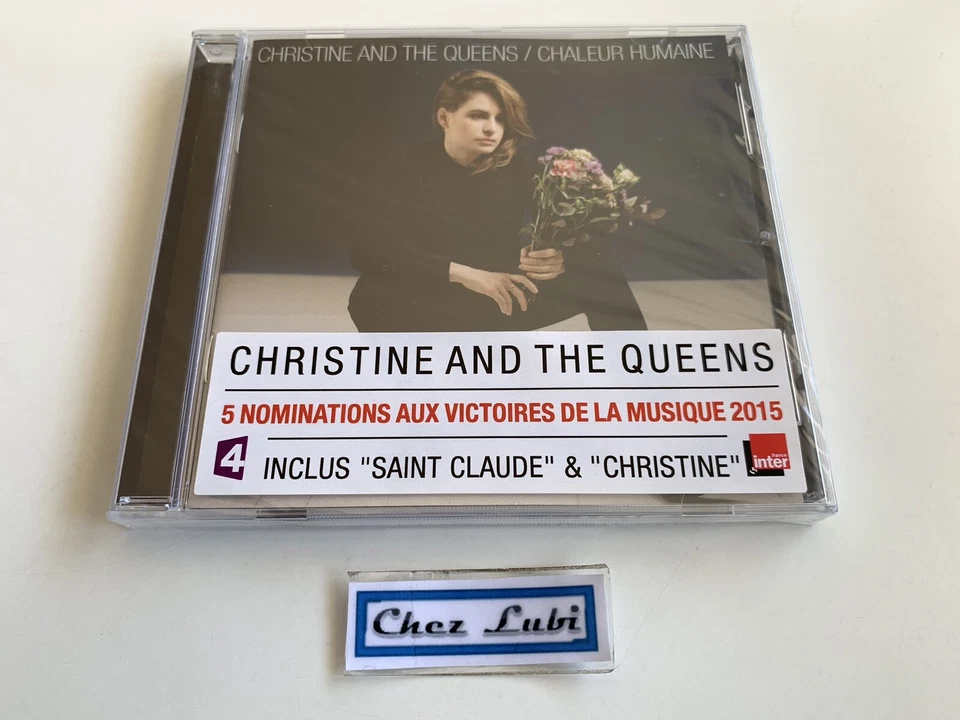 CHRISTINE AND THE QUEENS / CHALEUR HUMAINE
CHRISTINE AND THE QUEENS
5 NOMINATIONS AUX VICTOIRES DE LA MUSIQUE 2015
4 INCLUS "SAINT CLAUDE" & "CHRISTINE" france inter
Chez Lubi